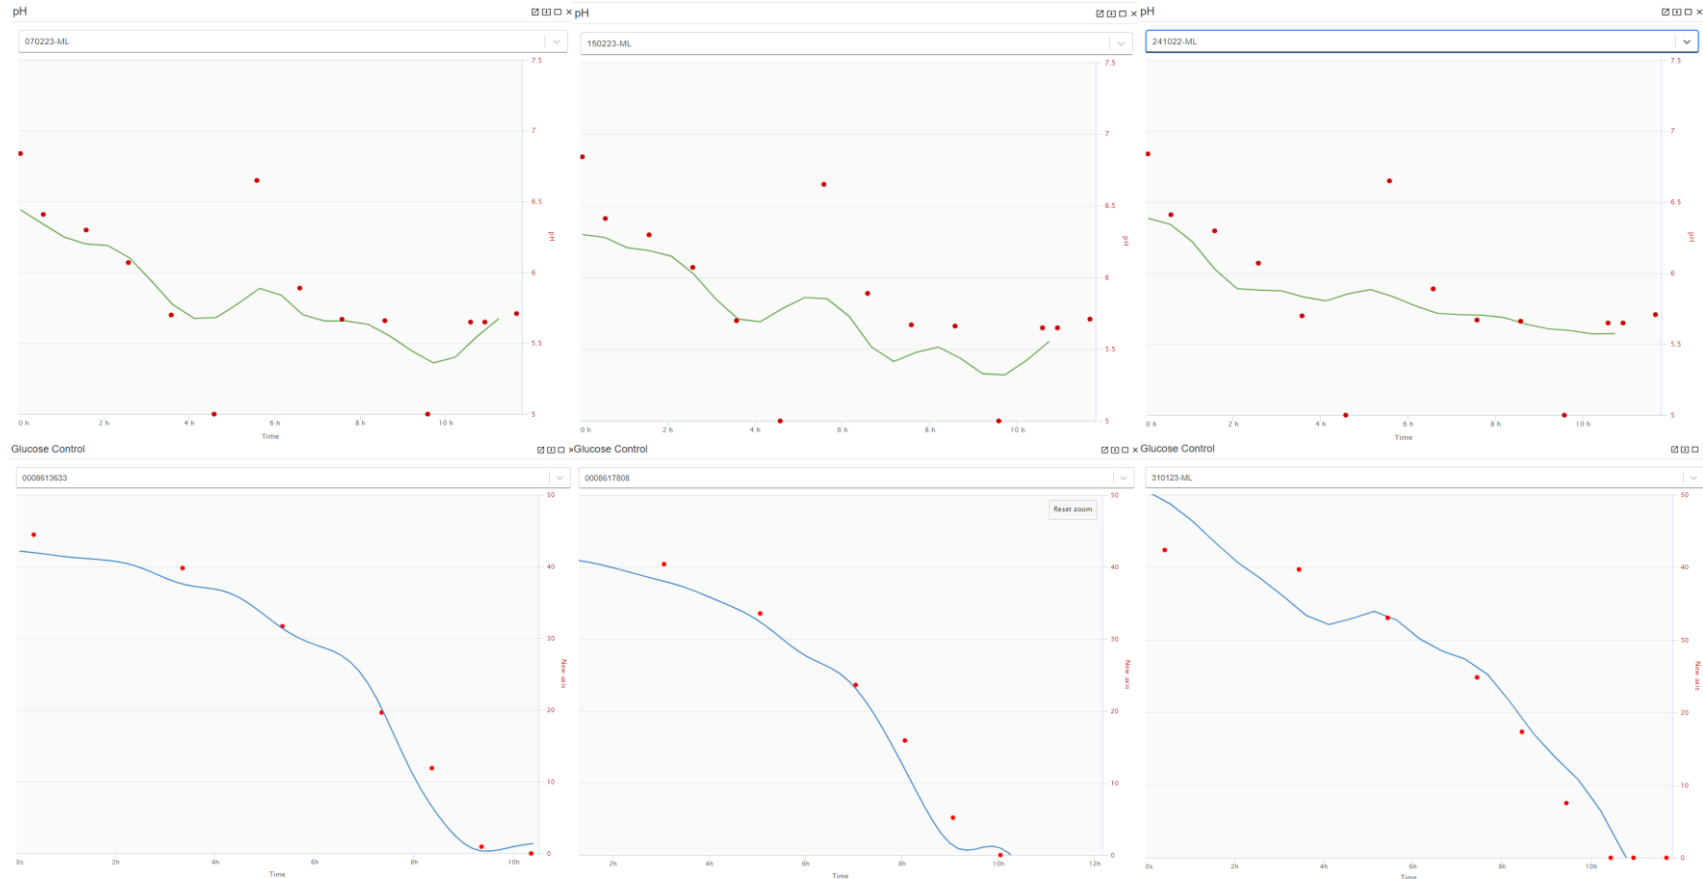 pH
070223-ML
7.5
7
6.5
6
5.5
5
pH
0 h
2 h
4 h
6 h
8 h
10 h
Time
pH
150223-ML
7.5
7
6.5
6
5.5
5
pH
0 h
2 h
4 h
6 h
8 h
10 h
Time
pH
241022-ML
7.5
7
6.5
6
5.5
5
pH
0 h
2 h
4 h
6 h
8 h
10 h
Time
Glucose Control
0008613633
50
40
30
20
10
0
New axis
0s
2h
4h
6h
8h
10h
Time
Glucose Control
0008617808
Reset zoom
50
40
30
20
10
0
New axis
2h
4h
6h
8h
10h
12h
Time
Glucose Control
310123-ML
50
40
30
20
10
0
New axis
0s
2h
4h
6h
8h
10h
Time